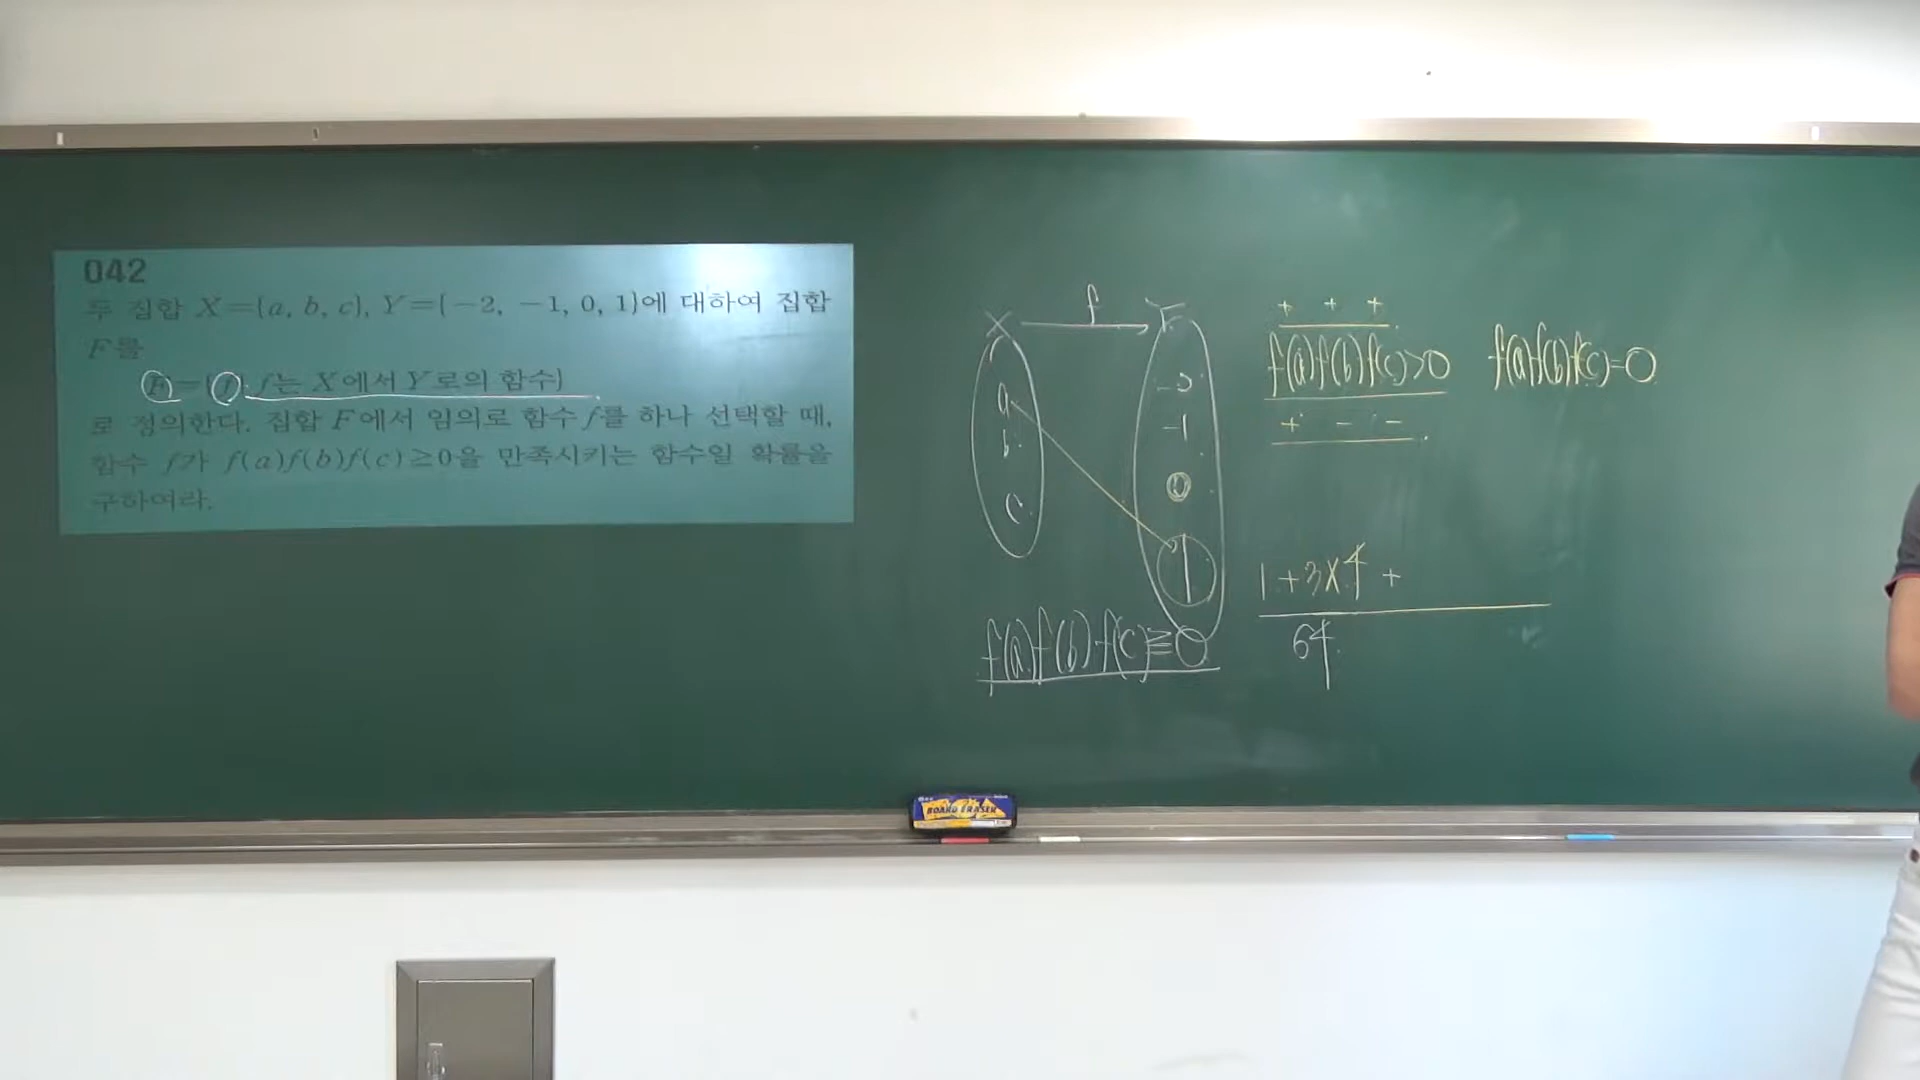 042
두 집합 X={a, b, c}, Y={-2, -1, 0, 1}에 대하여 집합
F를
F={f|f는 X에서 Y로의 함수}
로 정의한다. 집합 F에서 임의로 함수 f를 하나 선택할 때,
함수 f가 f(a)f(b)f(c)≥0을 만족시키는 함수일 확률을
구하여라.
X f Y
a
b
c
-2
-1
0
1
f(a)f(b)f(c)≥0
+ + +
f(a)f(b)f(c)>0
+ - -
f(a)f(b)f(c)=0
1+3×4+
64
BOARD ERASER